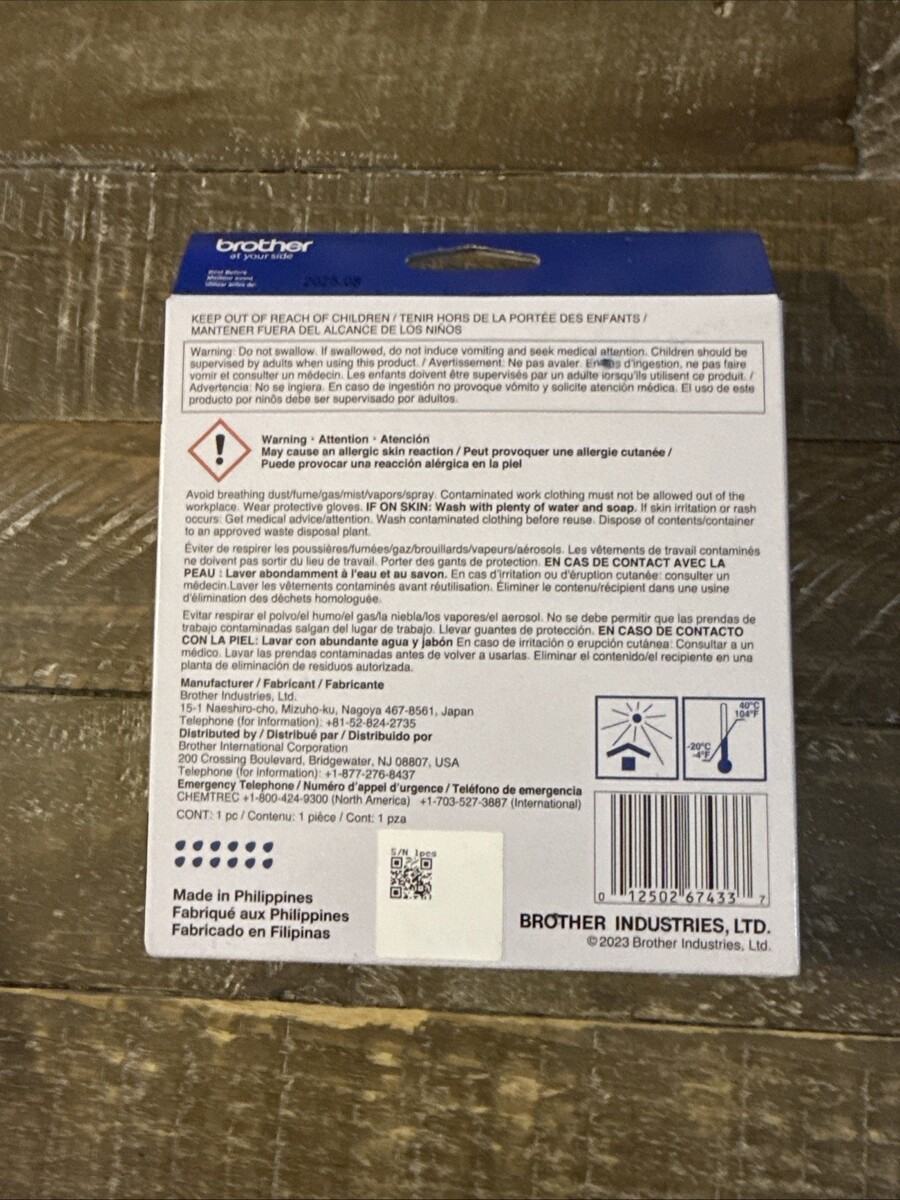 brother
at your side
Best Before
Meilleur avant
Utilizar antes de:
KEEP OUT OF REACH OF CHILDREN / TENIR HORS DE LA PORTÉE DES ENFANTS /
MANTENER FUERA DEL ALCANCE DE LOS NIÑOS
Warning: Do not swallow. If swallowed, do not induce vomiting and seek medical attention. Children should be
supervised by adults when using this product. / Avertissement: Ne pas avaler. En d'ingestion, ne pas faire
vomir et consulter un médecin. Les enfants doivent être supervisés par un adulte lorsqu'ils utilisent ce produit. /
Advertencia: No se ingiera. En caso de ingestión no provoque vómito y solicite atención médica. El uso de este
producto por ninõs debe ser supervisado por adultos.
Warning · Attention · Atención
May cause an allergic skin reaction / Peut provoquer une allergie cutanée /
Puede provocar una reacción alérgica en la piel
Avoid breathing dust/fume/gas/mist/vapors/spray. Contaminated work clothing must not be allowed out of the
workplace. Wear protective gloves. IF ON SKIN: Wash with plenty of water and soap. If skin irritation or rash
occurs: Get medical advice/attention. Wash contaminated clothing before reuse. Dispose of contents/container
to an approved waste disposal plant.
Éviter de respirer les poussières/fumées/gaz/brouillards/vapeurs/aérosols. Les vêtements de travail contaminés
ne doivent pas sortir du lieu de travail. Porter des gants de protection. EN CAS DE CONTACT AVEC LA
PEAU : Laver abondamment à l'eau et au savon. En cas d'irritation ou d'éruption cutanée: consulter un
médecin.Laver les vêtements contaminés avant réutilisation. Éliminer le contenu/récipient dans une usine
d'élimination des déchets homologuée.
Evitar respirar el polvo/el humo/el gas/la niebla/los vapores/el aerosol. No se debe permitir que las prendas de
trabajo contaminadas salgan del lugar de trabajo. Llevar guantes de protección. EN CASO DE CONTACTO
CON LA PIEL: Lavar con abundante agua y jabón En caso de irritación o erupción cutánea: Consultar a un
médico. Lavar las prendas contaminadas antes de volver a usarlas. Eliminar el contenido/el recipiente en una
planta de eliminación de residuos autorizada.
Manufacturer / Fabricant / Fabricante
Brother Industries, Ltd.
15-1 Naeshiro-cho, Mizuho-ku, Nagoya 467-8561, Japan
Telephone (for information): +81-52-824-2735
Distributed by / Distribué par / Distribuido por
Brother International Corporation
200 Crossing Boulevard, Bridgewater, NJ 08807, USA
Telephone (for Information): +1-877-276-8437
Emergency Telephone / Numéro d'appel d'urgence / Teléfono de emergencia
CHEMTREC +1-800-424-9300 (North America) +1-703-527-3887 (International)
CONT: 1 pc / Contenu: 1 pièce / Cont: 1 pza
40°C
104°F
-20°C
-4°F
S/N 1pcs
0 12502 67433 7
Made in Philippines
Fabriqué aux Philippines
Fabricado en Filipinas
BROTHER INDUSTRIES, LTD.
©2023 Brother Industries, Ltd.